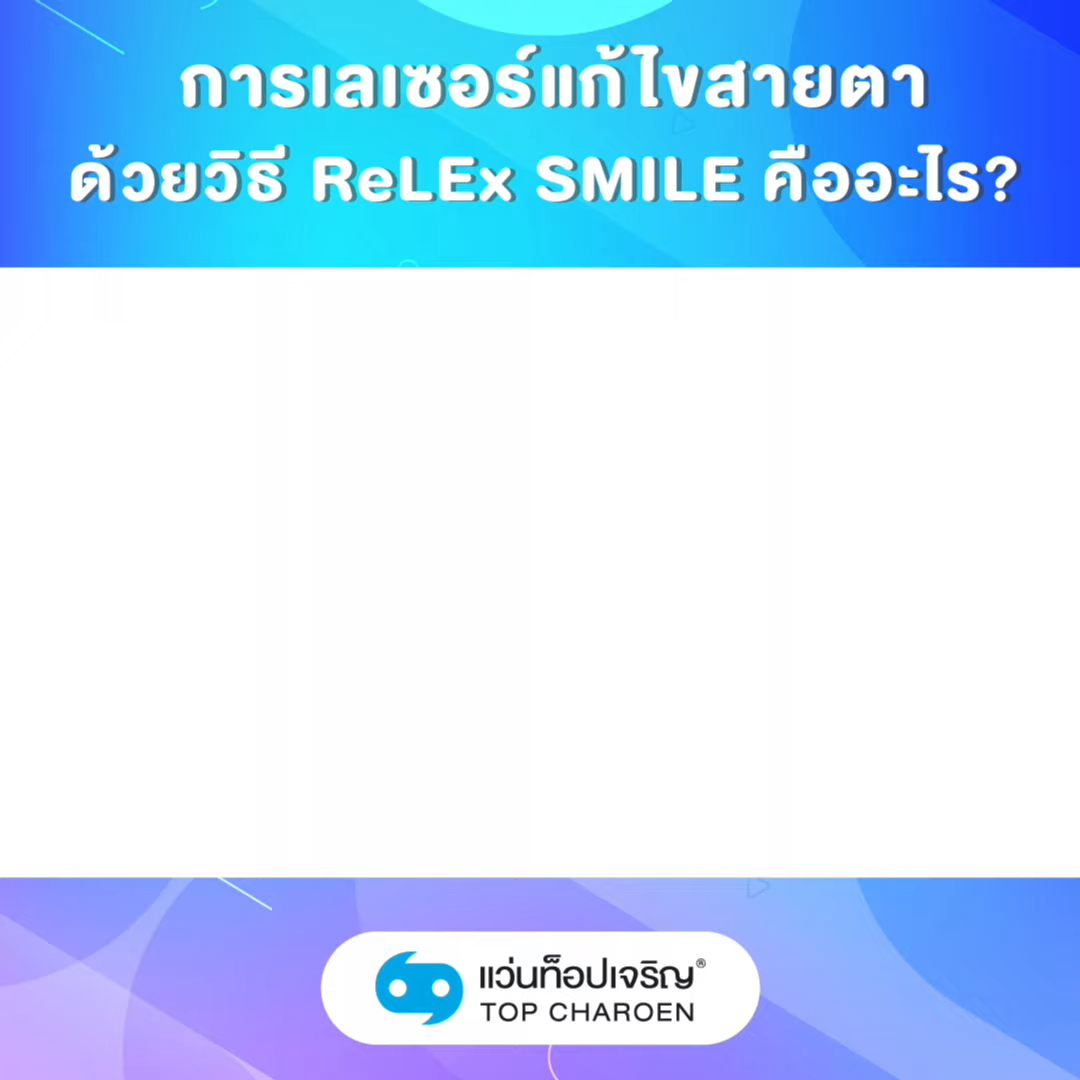 การเลเซอร์แก้ไขสายตา
ด้วยวิธี ReLEx SMILE คืออะไร?
แว่นท็อปเจริญ®
TOP CHAROEN